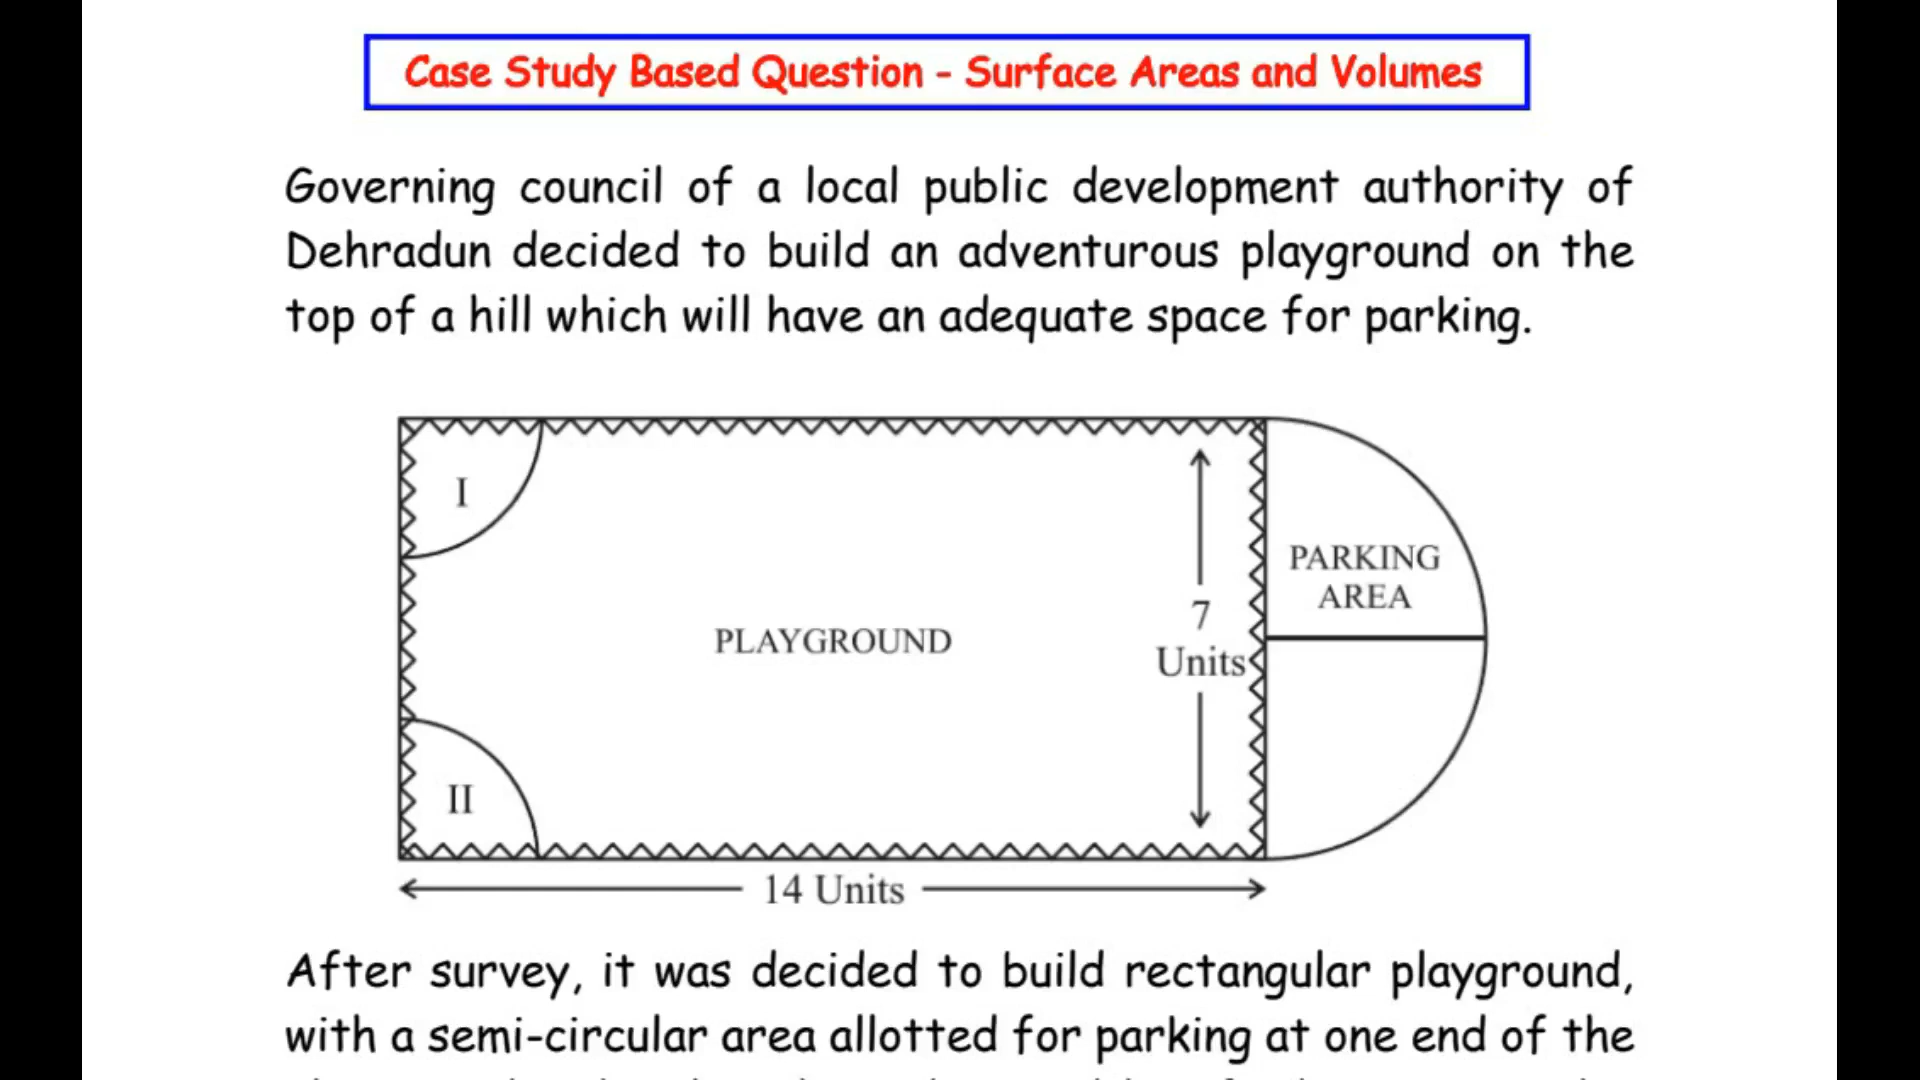 Case Study Based Question - Surface Areas and Volumes
Governing council of a local public development authority of
Dehradun decided to build an adventurous playground on the
top of a hill which will have an adequate space for parking.
I
PARKING
AREA
7
Units
PLAYGROUND
II
14 Units
After survey, it was decided to build rectangular playground,
with a semi-circular area allotted for parking at one end of the